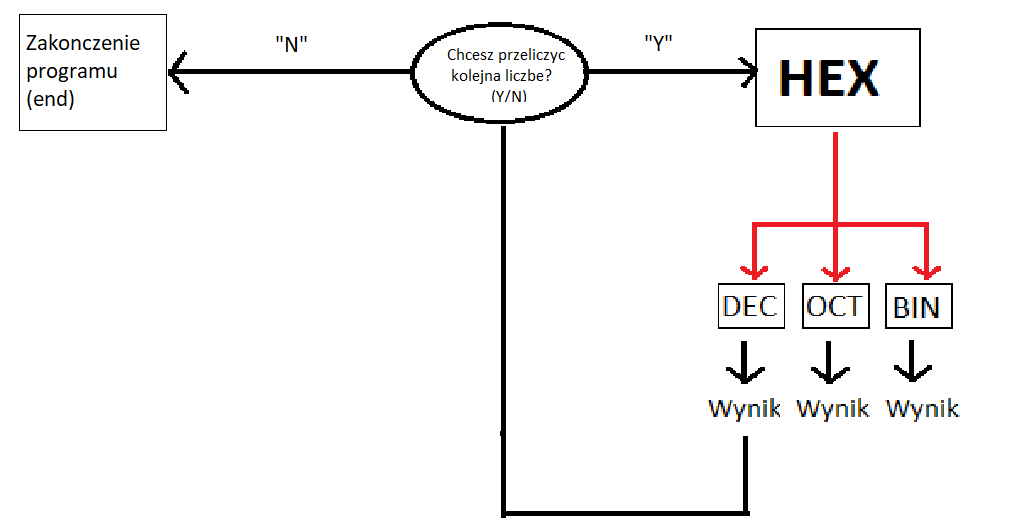 Zakonczenie
programu
(end)
"N"
Chcesz przeliczyc
kolejna liczbe?
(Y/N)
"Y"
HEX
DEC
OCT
BIN
Wynik
Wynik
Wynik